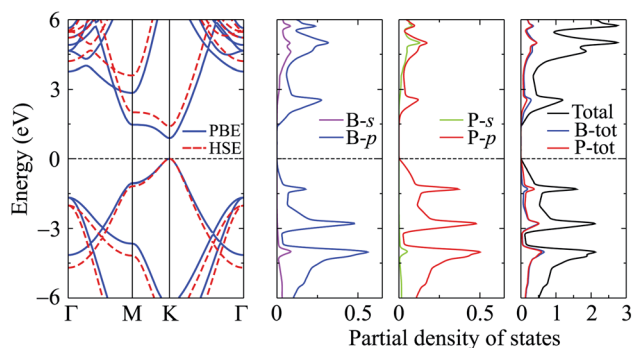 6
3
0
-3
-6
Energy (eV)
PBE
HSE
Γ M K Γ
B-s
B-p
0 0.5
P-s
P-p
0 0.5
Total
B-tot
P-tot
0 1 2 3
Partial density of states